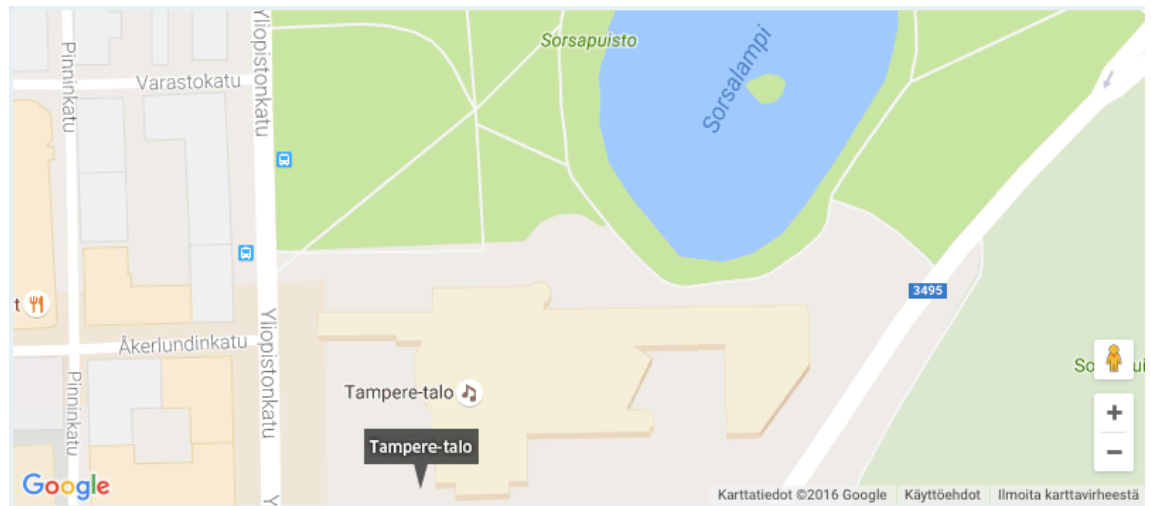 Pinninkatu
Yliopistonkatu
Varastokatu
Sorsapuisto
Sorsalampi
3495
t
Åkerlundinkatu
Yliopistonkatu
Pinninkatu
Tampere-talo
Tampere-talo
+
−
Google
Karttatiedot ©2016 Google Käyttöehdot Ilmoita karttavirheestä